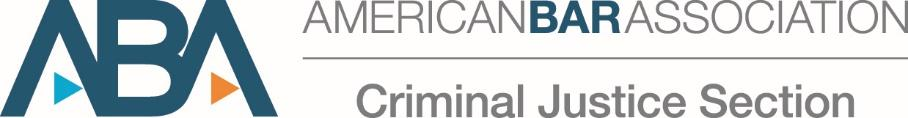 ABA
AMERICANBARASSOCIATION
Criminal Justice Section